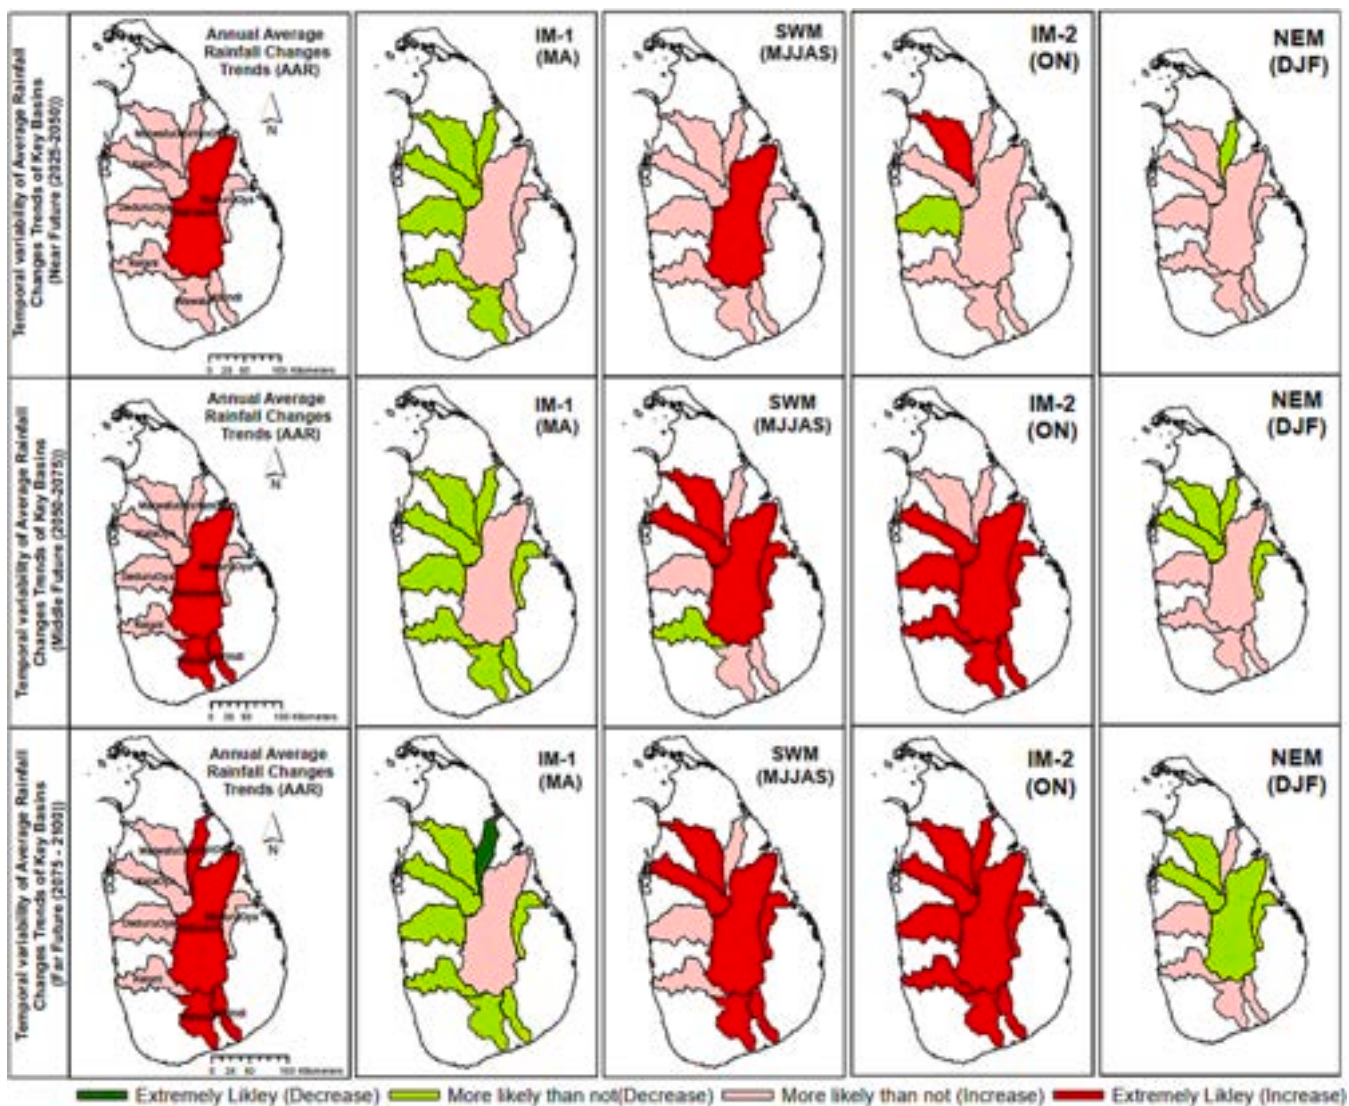 Temporal variability of Average Rainfall
Changes Trends of Key Basins
(Near Future (2025-2050))
Annual Average
Rainfall Changes
Trends (AAR)
N
IM-1
(MA)
SWM
(MJJAS)
IM-2
(ON)
NEM
(DJF)
Temporal variability of Average Rainfall
Changes Trends of Key Basins
(Middle Future (2050-2075))
Annual Average
Rainfall Changes
Trends (AAR)
N
DeduruOya
IM-1
(MA)
SWM
(MJJAS)
IM-2
(ON)
NEM
(DJF)
Temporal variability of Average Rainfall
Changes Trends of Key Basins
(Far Future (2075 - 2100))
Annual Average
Rainfall Changes
Trends (AAR)
N
DeduruOya
IM-1
(MA)
SWM
(MJJAS)
IM-2
(ON)
NEM
(DJF)
Extremely Likley (Decrease) More likely than not(Decrease) More likely than not (Increase) Extremely Likley (Increase)